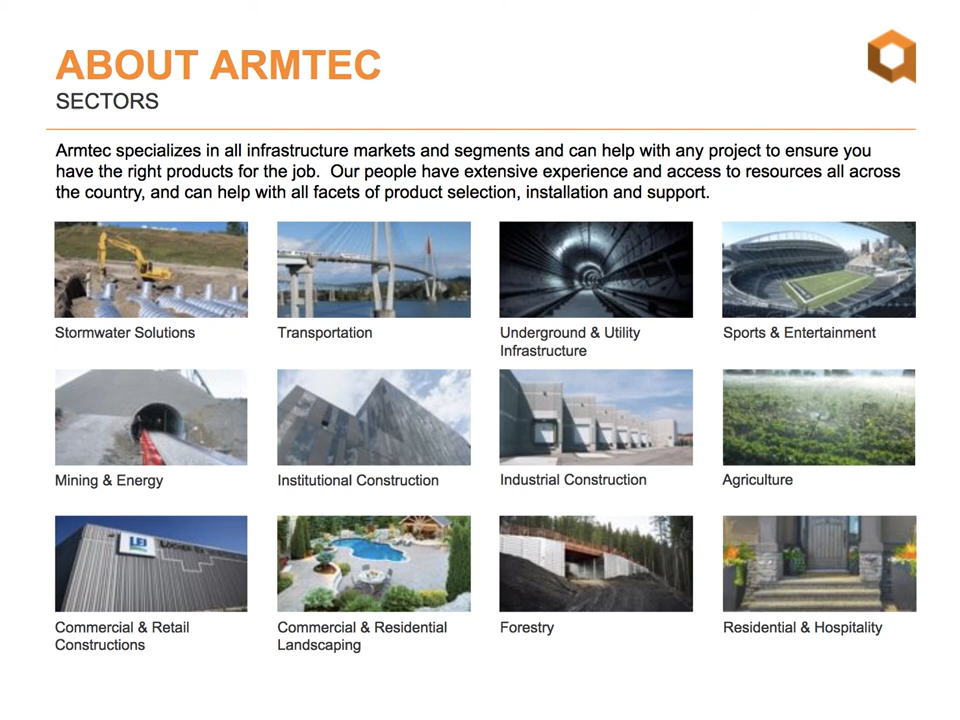 ABOUT ARMTEC
SECTORS
Armtec specializes in all infrastructure markets and segments and can help with any project to ensure you
have the right products for the job.  Our people have extensive experience and access to resources all across
the country, and can help with all facets of product selection, installation and support.
Stormwater Solutions
Transportation
Underground & Utility
Infrastructure
Sports & Entertainment
Mining & Energy
Institutional Construction
Industrial Construction
Agriculture
LEI
Commercial & Retail
Constructions
Commercial & Residential
Landscaping
Forestry
Residential & Hospitality